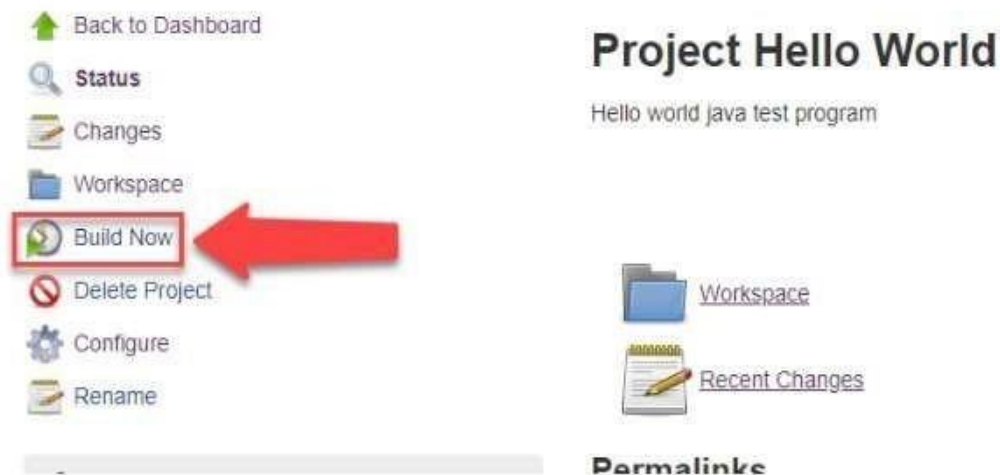 Back to Dashboard
Status
Changes
Workspace
Build Now
Delete Project
Configure
Rename
Project Hello World
Hello world java test program
Workspace
Recent Changes
Permalinks